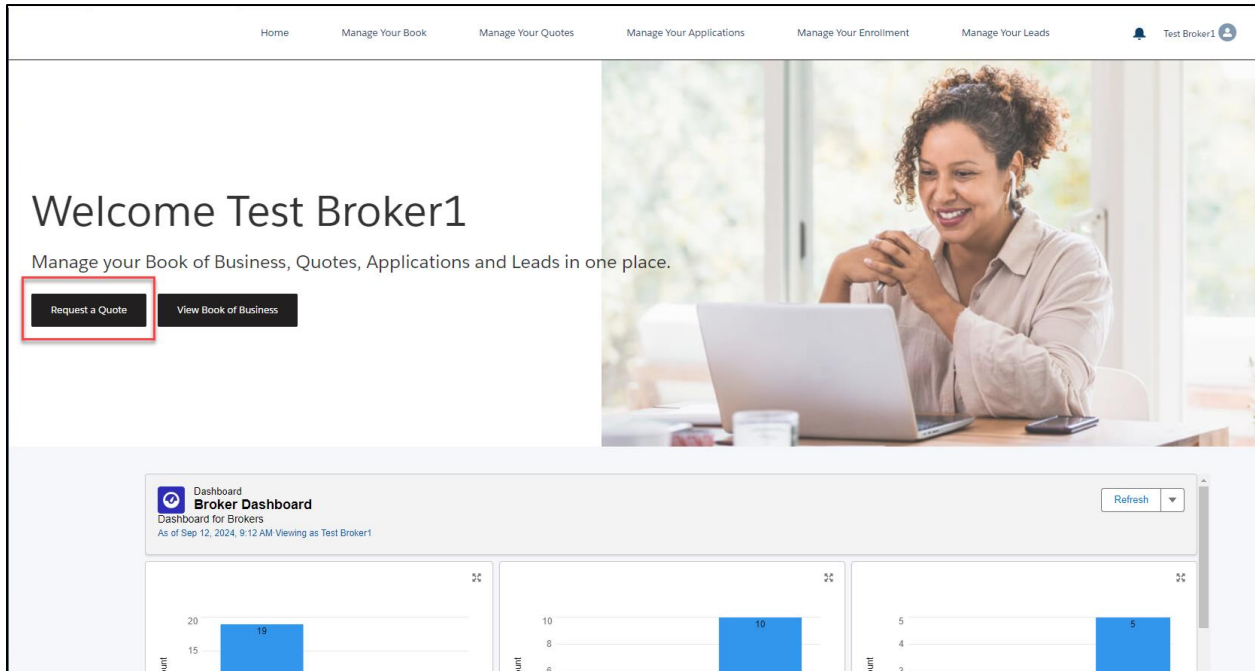 Home Manage Your Book Manage Your Quotes Manage Your Applications Manage Your Enrollment Manage Your Leads Test Broker1
Welcome Test Broker1
Manage your Book of Business, Quotes, Applications and Leads in one place.
Request a Quote View Book of Business
Dashboard
Broker Dashboard
Dashboard for Brokers
As of Sep 12, 2024, 9:12 AM·Viewing as Test Broker1
Refresh
20
19
15
10
10
8
6
5
5
4
3